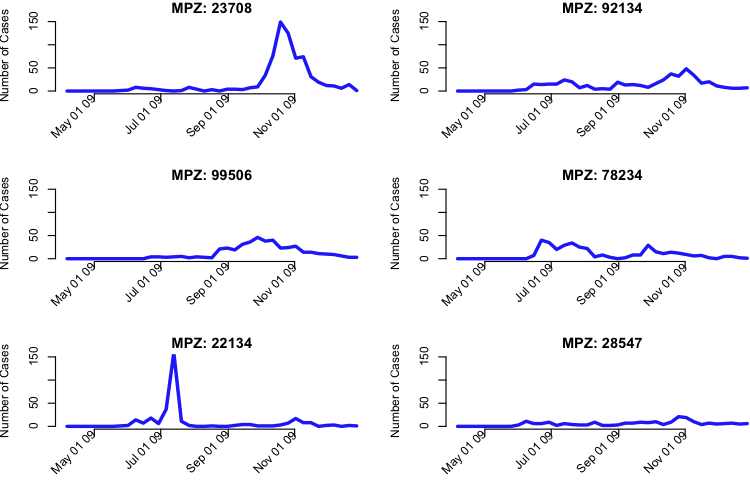 MPZ: 23708
Number of Cases
150
50
0
May 01 09
Jul 01 09
Sep 01 09
Nov 01 09
MPZ: 92134
Number of Cases
150
50
0
May 01 09
Jul 01 09
Sep 01 09
Nov 01 09
MPZ: 99506
Number of Cases
150
50
0
May 01 09
Jul 01 09
Sep 01 09
Nov 01 09
MPZ: 78234
Number of Cases
150
50
0
May 01 09
Jul 01 09
Sep 01 09
Nov 01 09
MPZ: 22134
Number of Cases
150
50
0
May 01 09
Jul 01 09
Sep 01 09
Nov 01 09
MPZ: 28547
Number of Cases
150
50
0
May 01 09
Jul 01 09
Sep 01 09
Nov 01 09